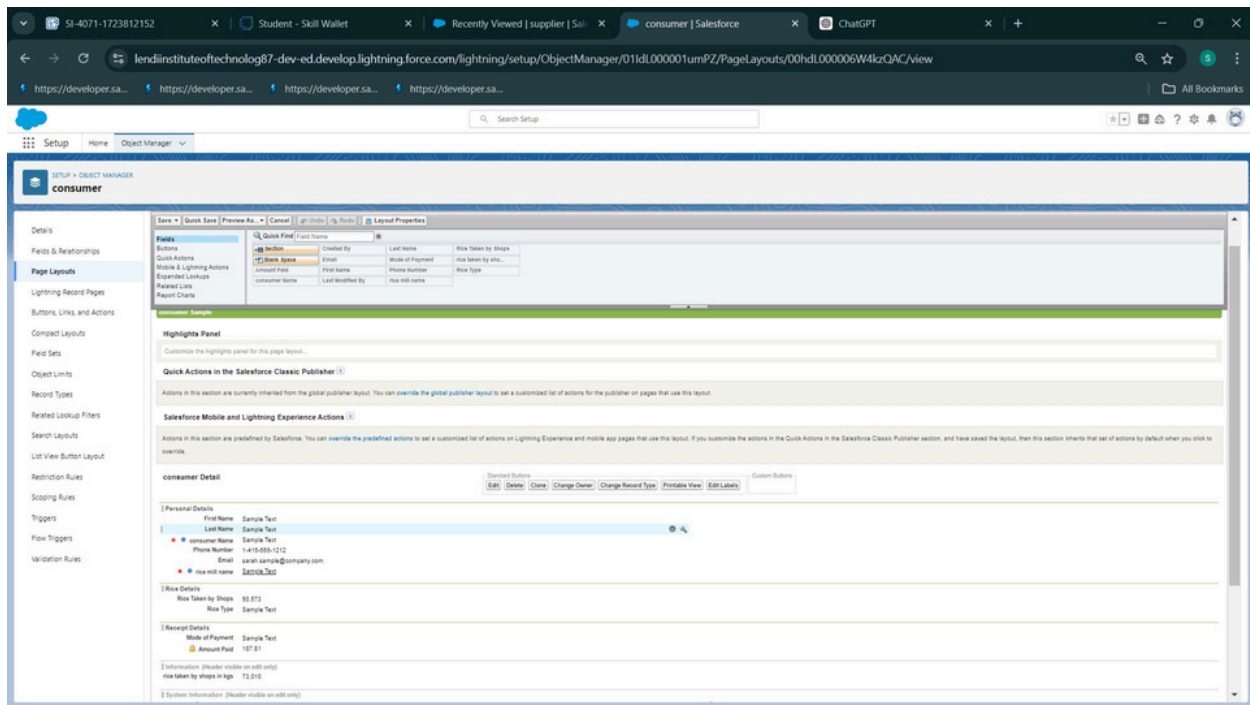 SI-4071-1723812152
Student - Skill Wallet
Recently Viewed | supplier | Sal
consumer | Salesforce
ChatGPT
lendiinstituteoftechnolog87-dev-ed.develop.lightning.force.com/lightning/setup/ObjectManager/01IdL000001umPZ/PageLayouts/00hdL000006W4kzQAC/view
S
https://developer.sa...
https://developer.sa...
https://developer.sa...
https://developer.sa...
All Bookmarks
Search Setup
Setup
Home
Object Manager
SETUP > OBJECT MANAGER
consumer
Details
Fields & Relationships
Page Layouts
Lightning Record Pages
Buttons, Links, and Actions
Compact Layouts
Field Sets
Object Limits
Record Types
Related Lookup Filters
Search Layouts
List View Button Layout
Restriction Rules
Scoping Rules
Triggers
Flow Triggers
Validation Rules
Save Quick Save Preview As... Cancel Undo Redo Layout Properties
Fields
Buttons
Quick Actions
Mobile & Lightning Actions
Expanded Lookups
Related Lists
Report Charts
Quick Find Field Name
Section Created By Last Name Rice Taken by Shops
Blank Space Email Mode of Payment rice taken by sho...
Amount Paid First Name Phone Number Rice Type
consumer Name Last Modified By rice mill name
consumer Sample
Highlights Panel
Customize the highlights panel for this page layout...
Quick Actions in the Salesforce Classic Publisher
Actions in this section are currently inherited from the global publisher layout. You can override the global publisher layout to set a customized list of actions for the publisher on pages that use this layout.
Salesforce Mobile and Lightning Experience Actions
Actions in this section are predefined by Salesforce. You can override the predefined actions to set a customized list of actions on Lightning Experience and mobile app pages that use this layout. If you customize the actions in the Quick Actions in the Salesforce Classic Publisher section, and have saved the layout, then this section inherits that set of actions by default when you click to
override.
consumer Detail
Standard Buttons
Edit Delete Clone Change Owner Change Record Type Printable View Edit Labels
Custom Buttons
Personal Details
First Name Sample Text
Last Name Sample Text
consumer Name Sample Text
Phone Number 1-415-555-1212
Email sarah.sample@company.com
rice mill name Sample Text
Rice Details
Rice Taken by Shops
Rice Type Sample Text
Receipt Details
Mode of Payment Sample Text
Amount Paid
Information (Header visible on edit only)
rice taken by shops in kgs
System Information (Header visible on edit only)